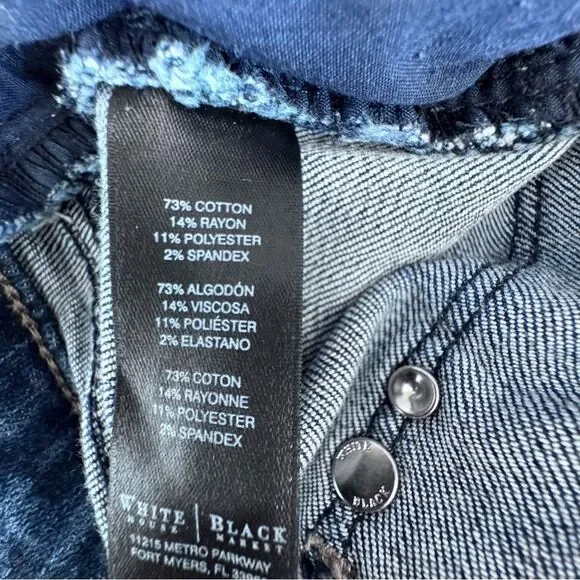 73% COTTON
14% RAYON
11% POLYESTER
2% SPANDEX
73% ALGODÓN
14% VISCOSA
11% POLIÉSTER
2% ELASTANO
73% COTON
14% RAYONNE
11% POLYESTER
2% SPANDEX
WHITE | BLACK
HOUSE MARKET
11215 METRO PARKWAY
FORT MYERS, FL
BLACK